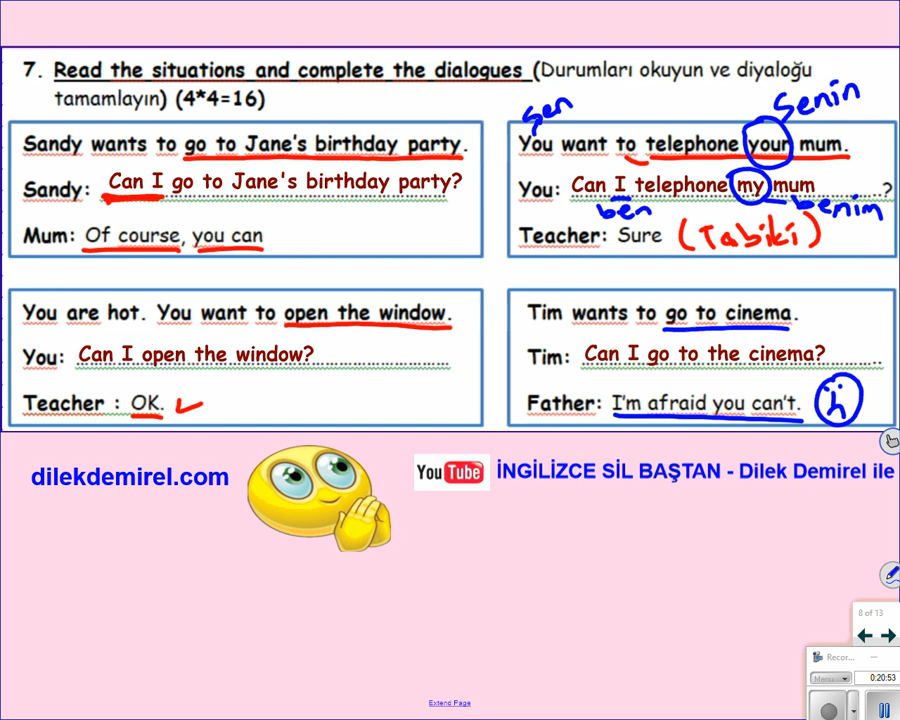 7. Read the situations and complete the dialogues (Durumları okuyun ve diyaloğu
tamamlayın) (4*4=16)
Sandy wants to go to Jane's birthday party.
Sandy: Can I go to Jane's birthday party?
Mum: Of course, you can
sen
senin
You want to telephone your mum.
You: Can I telephone my mum ?
ben
benim
Teacher: Sure (Tabiki)
You are hot. You want to open the window.
You: Can I open the window?
Teacher : OK.
Tim wants to go to cinema.
Tim: Can I go to the cinema?
Father: I'm afraid you can't.
dilekdemirel.com
YouTube İNGİLİZCE SİL BAŞTAN - Dilek Demirel ile
8 of 13
Recor...
Menu
0:20:53
Extend Page